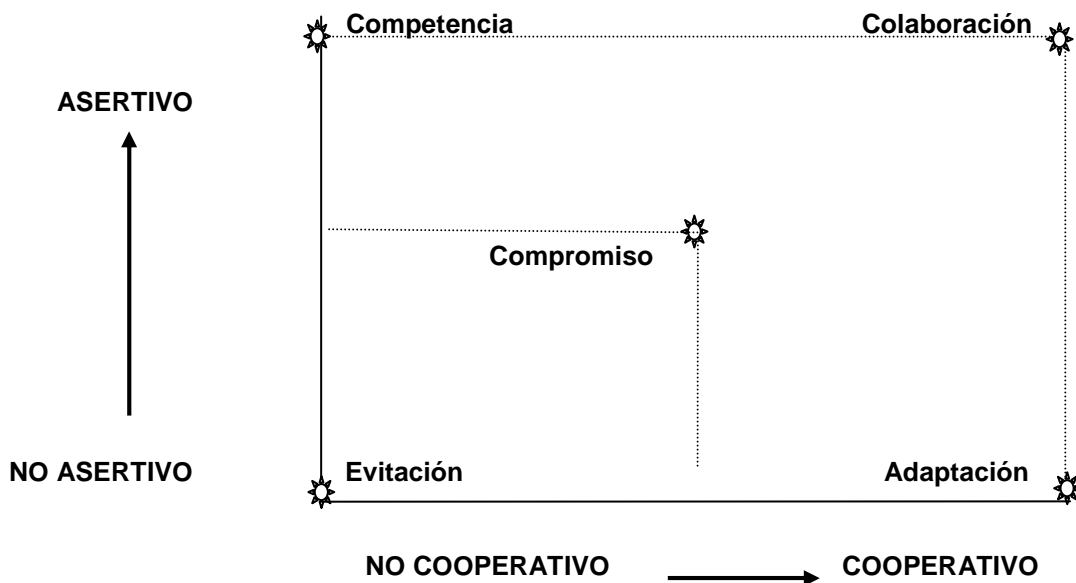 Competencia Colaboración
ASERTIVO
Compromiso
NO ASERTIVO Evitación Adaptación
NO COOPERATIVO COOPERATIVO